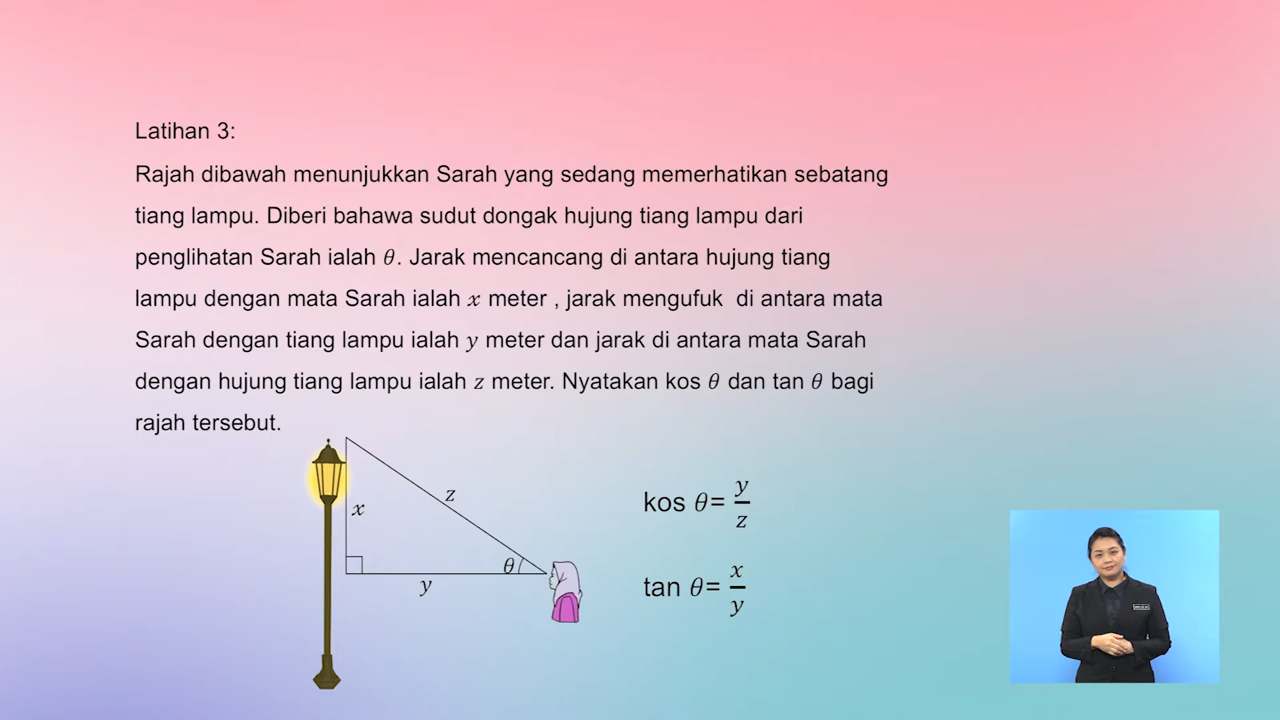 Latihan 3:
Rajah dibawah menunjukkan Sarah yang sedang memerhatikan sebatang
tiang lampu. Diberi bahawa sudut dongak hujung tiang lampu dari
penglihatan Sarah ialah θ. Jarak mencancang di antara hujung tiang
lampu dengan mata Sarah ialah x meter , jarak mengufuk di antara mata
Sarah dengan tiang lampu ialah y meter dan jarak di antara mata Sarah
dengan hujung tiang lampu ialah z meter. Nyatakan kos θ dan tan θ bagi
rajah tersebut.
z
x
θ
y
kos θ= y/z
tan θ= x/y